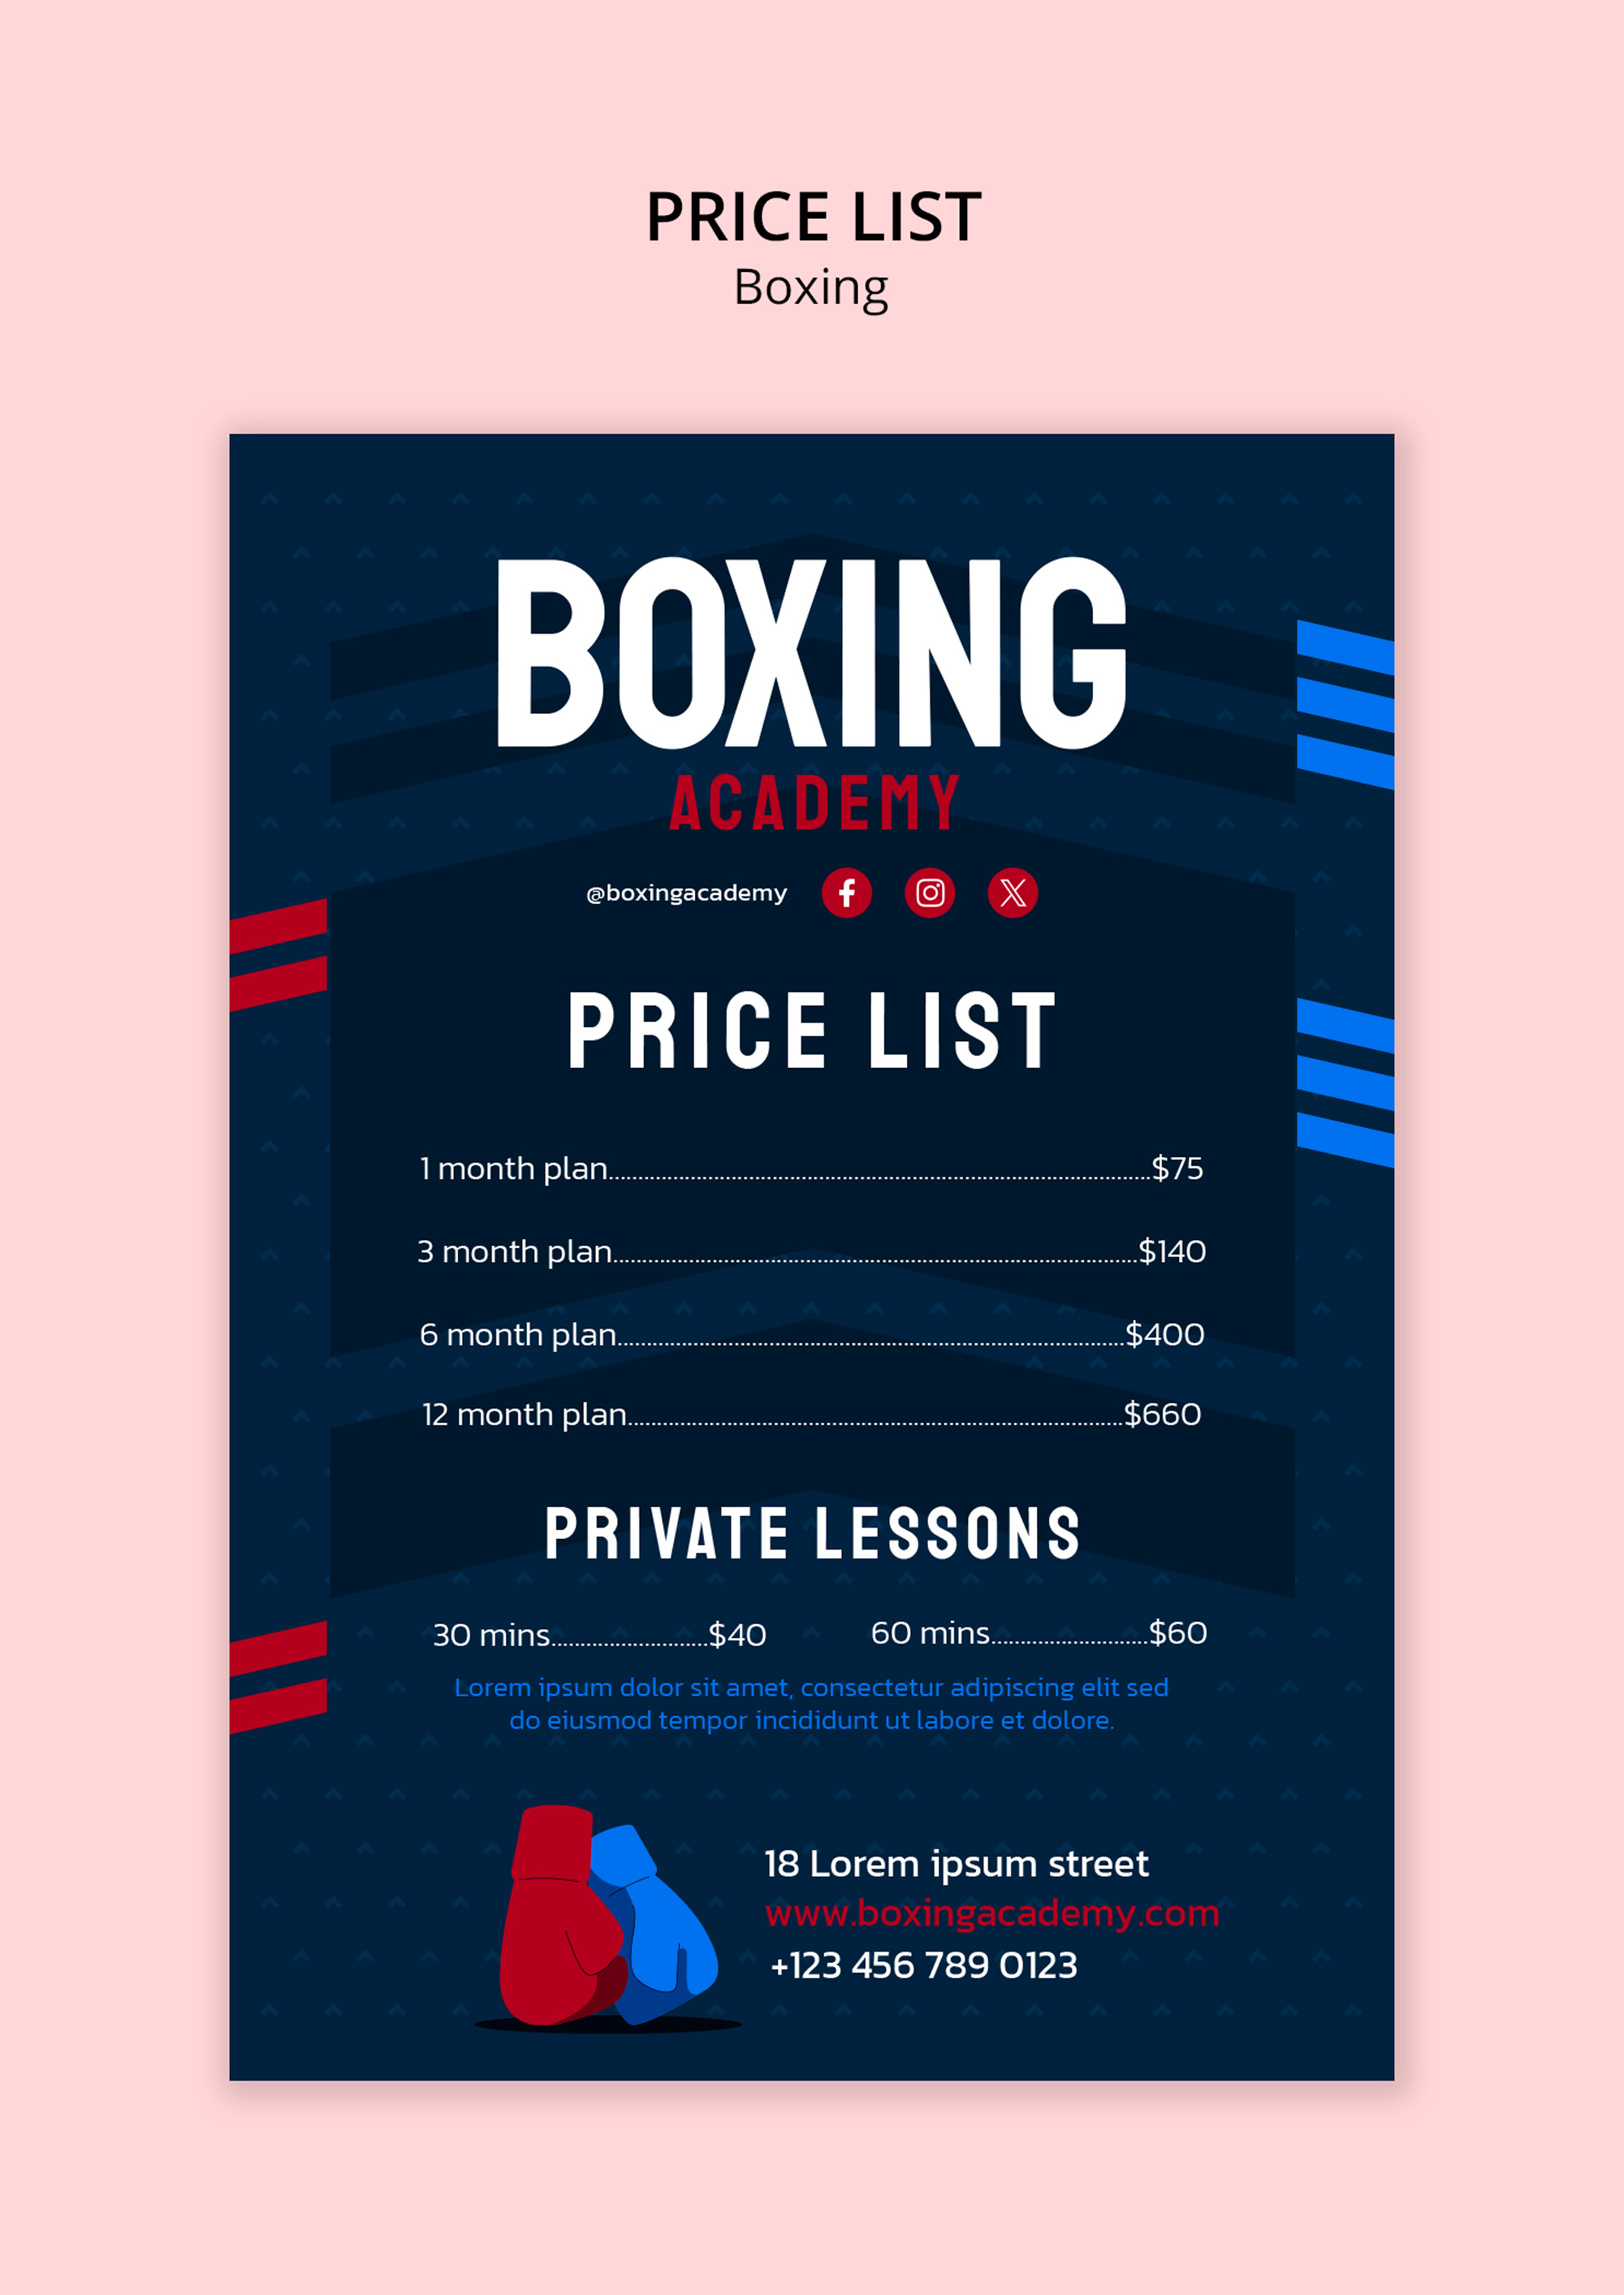 PRICE LIST
Boxing
BOXING
ACADEMY
@boxingacademy
PRICE LIST
1 month plan........................................................................$75
3 month plan........................................................................$140
6 month plan........................................................................$400
12 month plan........................................................................$660
PRIVATE LESSONS
30 mins...........................$40 60 mins...........................$60
Lorem ipsum dolor sit amet, consectetur adipiscing elit sed
do eiusmod tempor incididunt ut labore et dolore.
18 Lorem ipsum street
www.boxingacademy.com
+123 456 789 0123